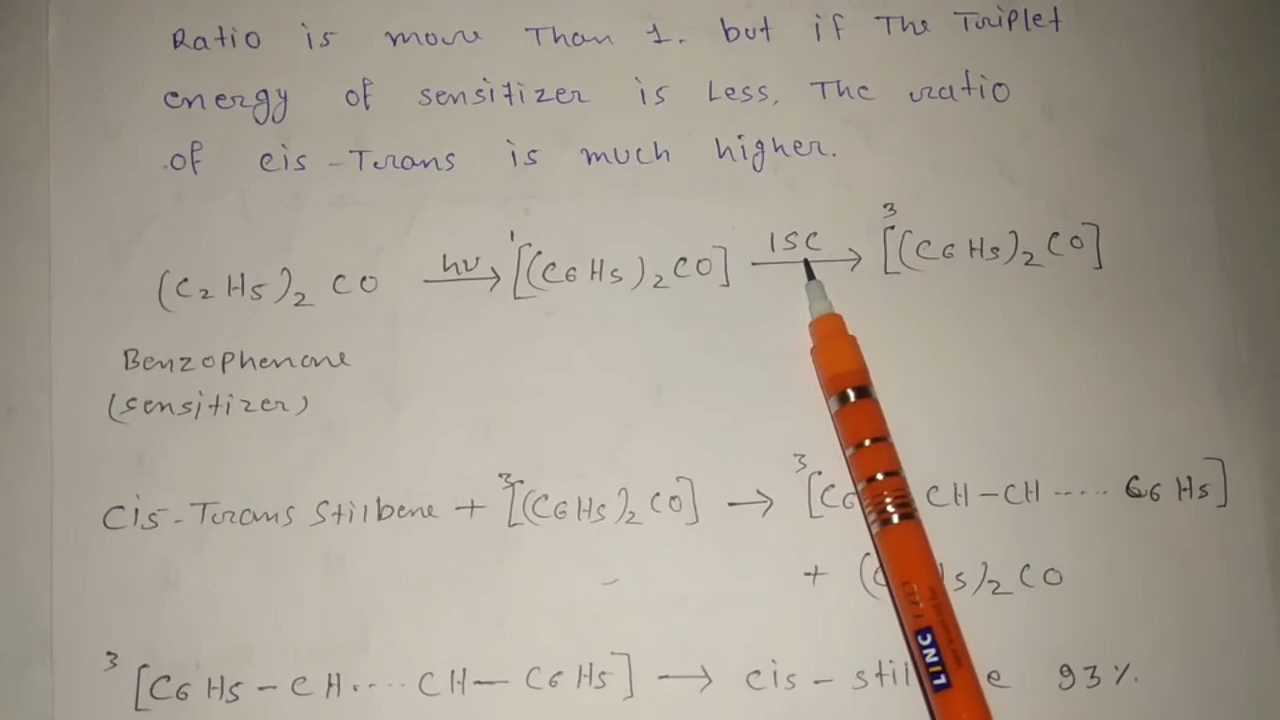 Ratio is more Than 1. but if The Triplet
energy of sensitizer is Less, The ratio
of cis-Trans is much higher.
(C2H5)2 CO hν→ ¹[(C6H5)2CO] ISC→ ³[(C6H5)2CO]
Benzophenone
(sensitizer)
Cis-Trans Stilbene + ³[(C6H5)2CO] → ³[C6 CH-CH ..... C6H5]
+ ( 5)2CO
³[C6H5-CH....CH-C6H5] → cis-stil e 93%.
LINC